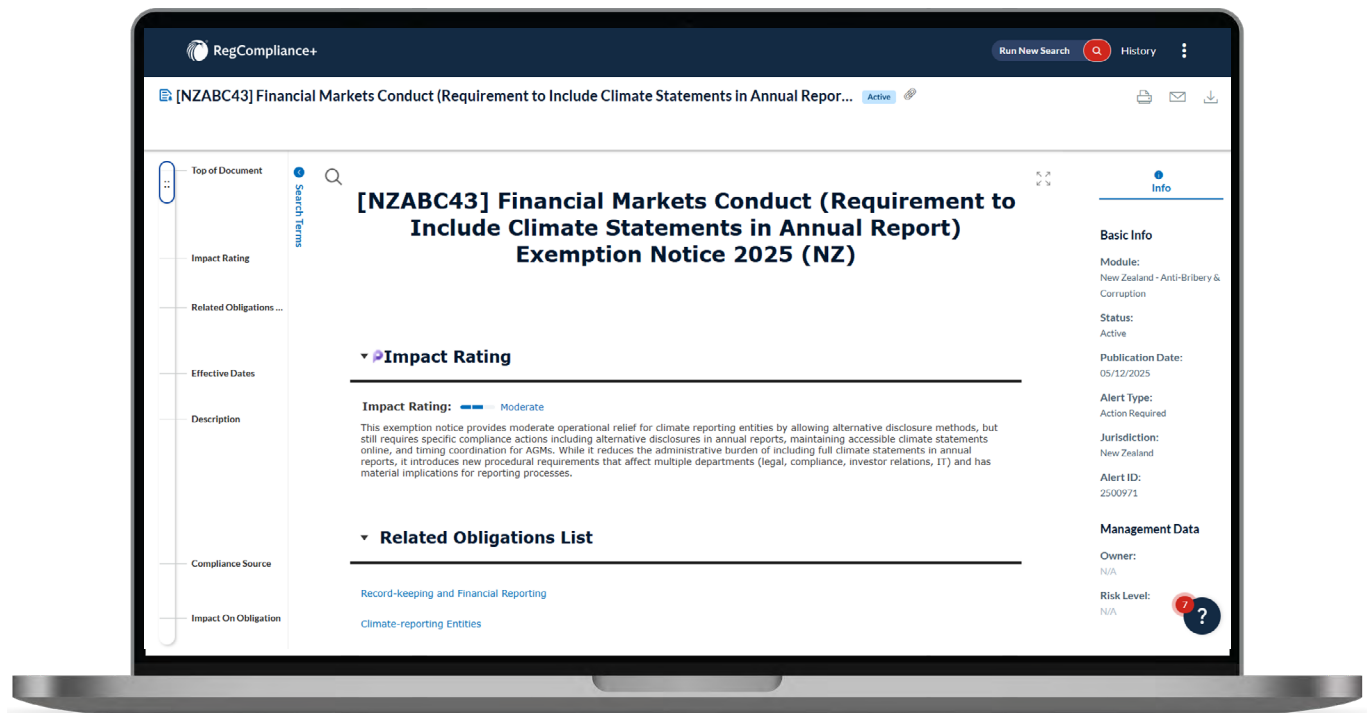 RegCompliance+
Run New Search
History
[NZABC43] Financial Markets Conduct (Requirement to Include Climate Statements in Annual Repor...
Active
Top of Document
Impact Rating
Related Obligations ...
Effective Dates
Description
Compliance Source
Impact On Obligation
Search Terms
[NZABC43] Financial Markets Conduct (Requirement to
Include Climate Statements in Annual Report)
Exemption Notice 2025 (NZ)
Impact Rating
Impact Rating: Moderate
This exemption notice provides moderate operational relief for climate reporting entities by allowing alternative disclosure methods, but
still requires specific compliance actions including alternative disclosures in annual reports, maintaining accessible climate statements
online, and timing coordination for AGMs. While it reduces the administrative burden of including full climate statements in annual
reports, it introduces new procedural requirements that affect multiple departments (legal, compliance, investor relations, IT) and has
material implications for reporting processes.
Related Obligations List
Record-keeping and Financial Reporting
Climate-reporting Entities
Info
Basic Info
Module:
New Zealand - Anti-Bribery &
Corruption
Status:
Active
Publication Date:
05/12/2025
Alert Type:
Action Required
Jurisdiction:
New Zealand
Alert ID:
2500971
Management Data
Owner:
N/A
Risk Level:
N/A
7
?